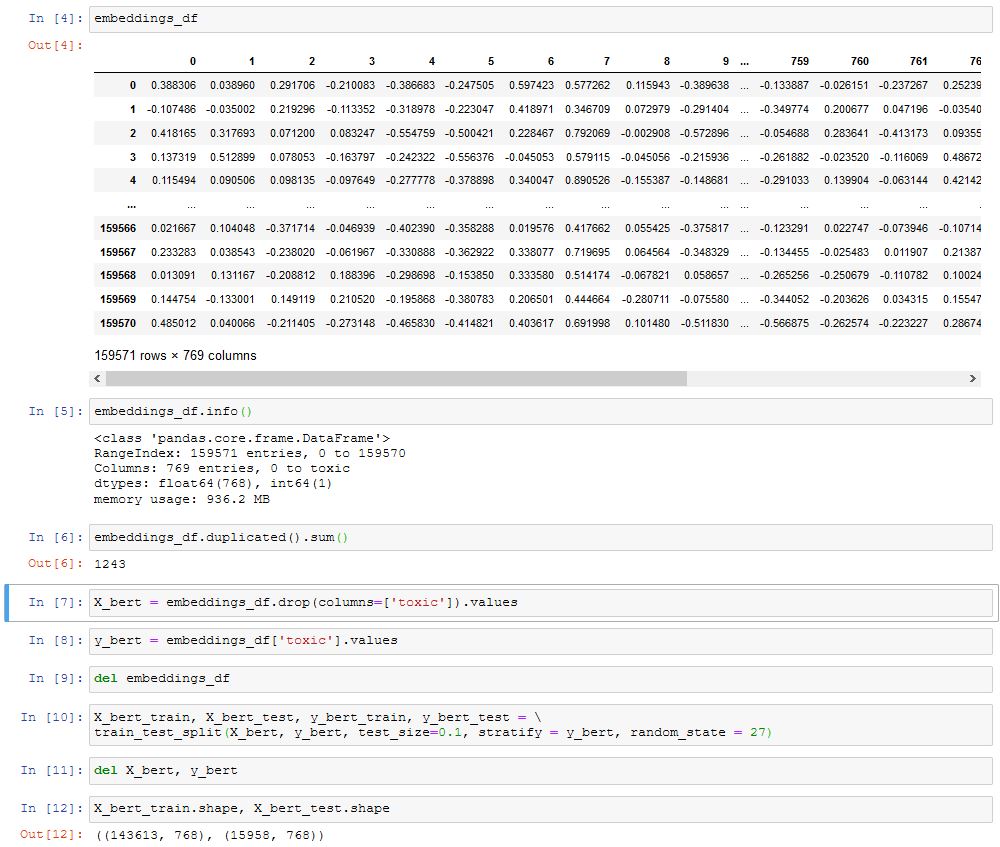 In [4]: embeddings_df
Out[4]:
0 1 2 3 4 5 6 7 8 9 ... 759 760 761 76
0 0.388306 0.038960 0.291706 -0.210083 -0.386683 -0.247505 0.597423 0.577262 0.115943 -0.389638 ... -0.133887 -0.026151 -0.237267 0.25239
1 -0.107486 -0.035002 0.219296 -0.113352 -0.318978 -0.223047 0.418971 0.346709 0.072979 -0.291404 ... -0.349774 0.200677 0.047196 -0.03540
2 0.418165 0.317693 0.071200 0.083247 -0.554759 -0.500421 0.228467 0.792069 -0.002908 -0.572896 ... -0.054688 0.283641 -0.413173 0.09355
3 0.137319 0.512899 0.078053 -0.163797 -0.242322 -0.556376 -0.045053 0.579115 -0.045056 -0.215936 ... -0.261882 -0.023520 -0.116069 0.48672
4 0.115494 0.090506 0.098135 -0.097649 -0.277778 -0.378898 0.340047 0.890526 -0.155387 -0.148681 ... -0.291033 0.139904 -0.063144 0.42142
... ... ... ... ... ... ... ... ... ... ... ... ... ... ... .
159566 0.021667 0.104048 -0.371714 -0.046939 -0.402390 -0.358288 0.019576 0.417662 0.055425 -0.375817 ... -0.123291 0.022747 -0.073946 -0.10714
159567 0.233283 0.038543 -0.238020 -0.061967 -0.330888 -0.362922 0.338077 0.719695 0.064564 -0.348329 ... -0.134455 -0.025483 0.011907 0.21387
159568 0.013091 0.131167 -0.208812 0.188396 -0.298698 -0.153850 0.333580 0.514174 -0.067821 0.058657 ... -0.265256 -0.250679 -0.110782 0.10024
159569 0.144754 -0.133001 0.149119 0.210520 -0.195868 -0.380783 0.206501 0.444664 -0.280711 -0.075580 ... -0.344052 -0.203626 0.034315 0.15547
159570 0.485012 0.040066 -0.211405 -0.273148 -0.465830 -0.414821 0.403617 0.691998 0.101480 -0.511830 ... -0.566875 -0.262574 -0.223227 0.28674
159571 rows × 769 columns
In [5]: embeddings_df.info()
<class 'pandas.core.frame.DataFrame'>
RangeIndex: 159571 entries, 0 to 159570
Columns: 769 entries, 0 to toxic
dtypes: float64(768), int64(1)
memory usage: 936.2 MB
In [6]: embeddings_df.duplicated().sum()
Out[6]: 1243
In [7]: X_bert = embeddings_df.drop(columns=['toxic']).values
In [8]: y_bert = embeddings_df['toxic'].values
In [9]: del embeddings_df
In [10]: X_bert_train, X_bert_test, y_bert_train, y_bert_test = \
train_test_split(X_bert, y_bert, test_size=0.1, stratify = y_bert, random_state = 27)
In [11]: del X_bert, y_bert
In [12]: X_bert_train.shape, X_bert_test.shape
Out[12]: ((143613, 768), (15958, 768))